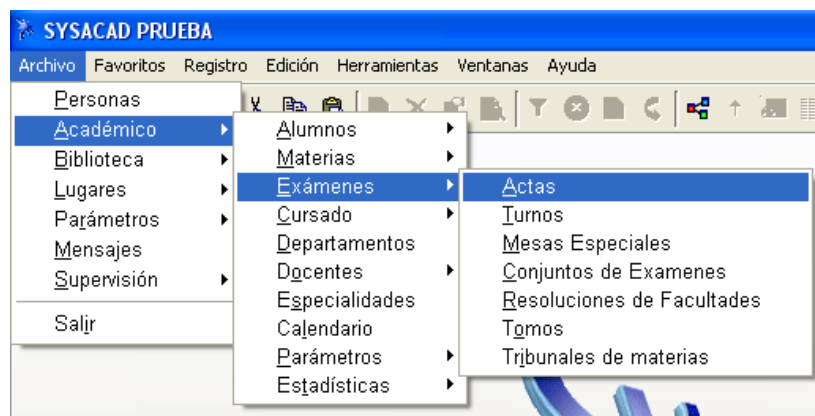 SYSACAD PRUEBA
Archivo Favoritos Registro Edición Herramientas Ventanas Ayuda
Personas
Académico
Biblioteca
Lugares
Parámetros
Mensajes
Supervisión
Salir
Alumnos
Materias
Exámenes
Cursado
Departamentos
Docentes
Especialidades
Calendario
Parámetros
Estadísticas
Actas
Turnos
Mesas Especiales
Conjuntos de Examenes
Resoluciones de Facultades
Tomos
Tribunales de materias